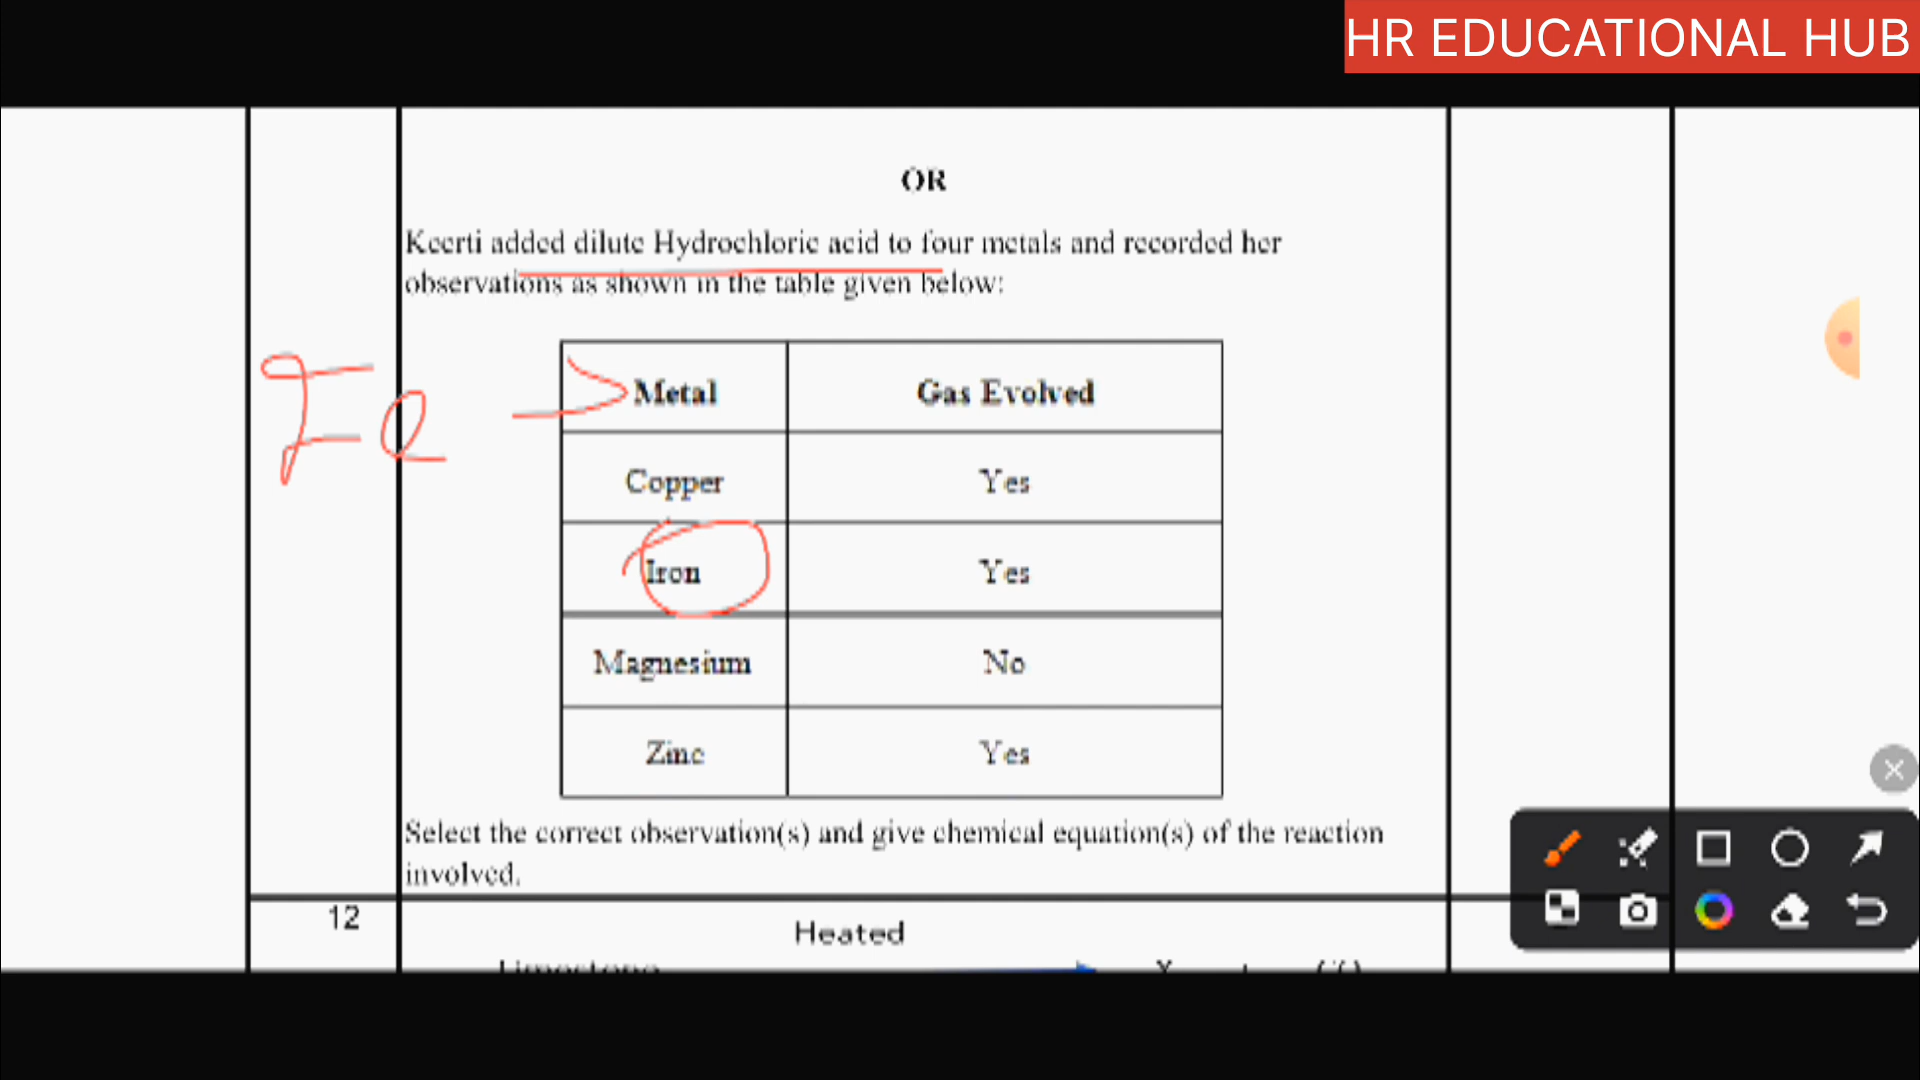 HR EDUCATIONAL HUB
OR
Keerti added dilute Hydrochloric acid to four metals and recorded her
observations as shown in the table given below:
Fe
Metal Gas Evolved
Copper Yes
Iron Yes
Magnesium No
Zinc Yes
Select the correct observation(s) and give chemical equation(s) of the reaction
involved.
12 Heated